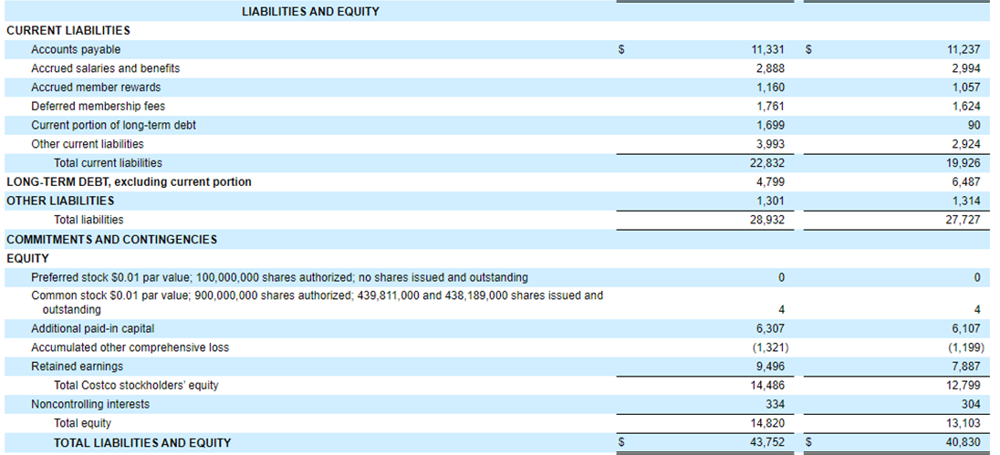 LIABILITIES AND EQUITY
CURRENT LIABILITIES
Accounts payable $ 11,331 $ 11,237
Accrued salaries and benefits 2,888 2,994
Accrued member rewards 1,160 1,057
Deferred membership fees 1,761 1,624
Current portion of long-term debt 1,699 90
Other current liabilities 3,993 2,924
Total current liabilities 22,832 19,926
LONG-TERM DEBT, excluding current portion 4,799 6,487
OTHER LIABILITIES 1,301 1,314
Total liabilities 28,932 27,727
COMMITMENTS AND CONTINGENCIES
EQUITY
Preferred stock $0.01 par value; 100,000,000 shares authorized; no shares issued and outstanding 0 0
Common stock $0.01 par value; 900,000,000 shares authorized; 439,811,000 and 438,189,000 shares issued and
outstanding 4 4
Additional paid-in capital 6,307 6,107
Accumulated other comprehensive loss (1,321) (1,199)
Retained earnings 9,496 7,887
Total Costco stockholders' equity 14,486 12,799
Noncontrolling interests 334 304
Total equity 14,820 13,103
TOTAL LIABILITIES AND EQUITY $ 43,752 $ 40,830